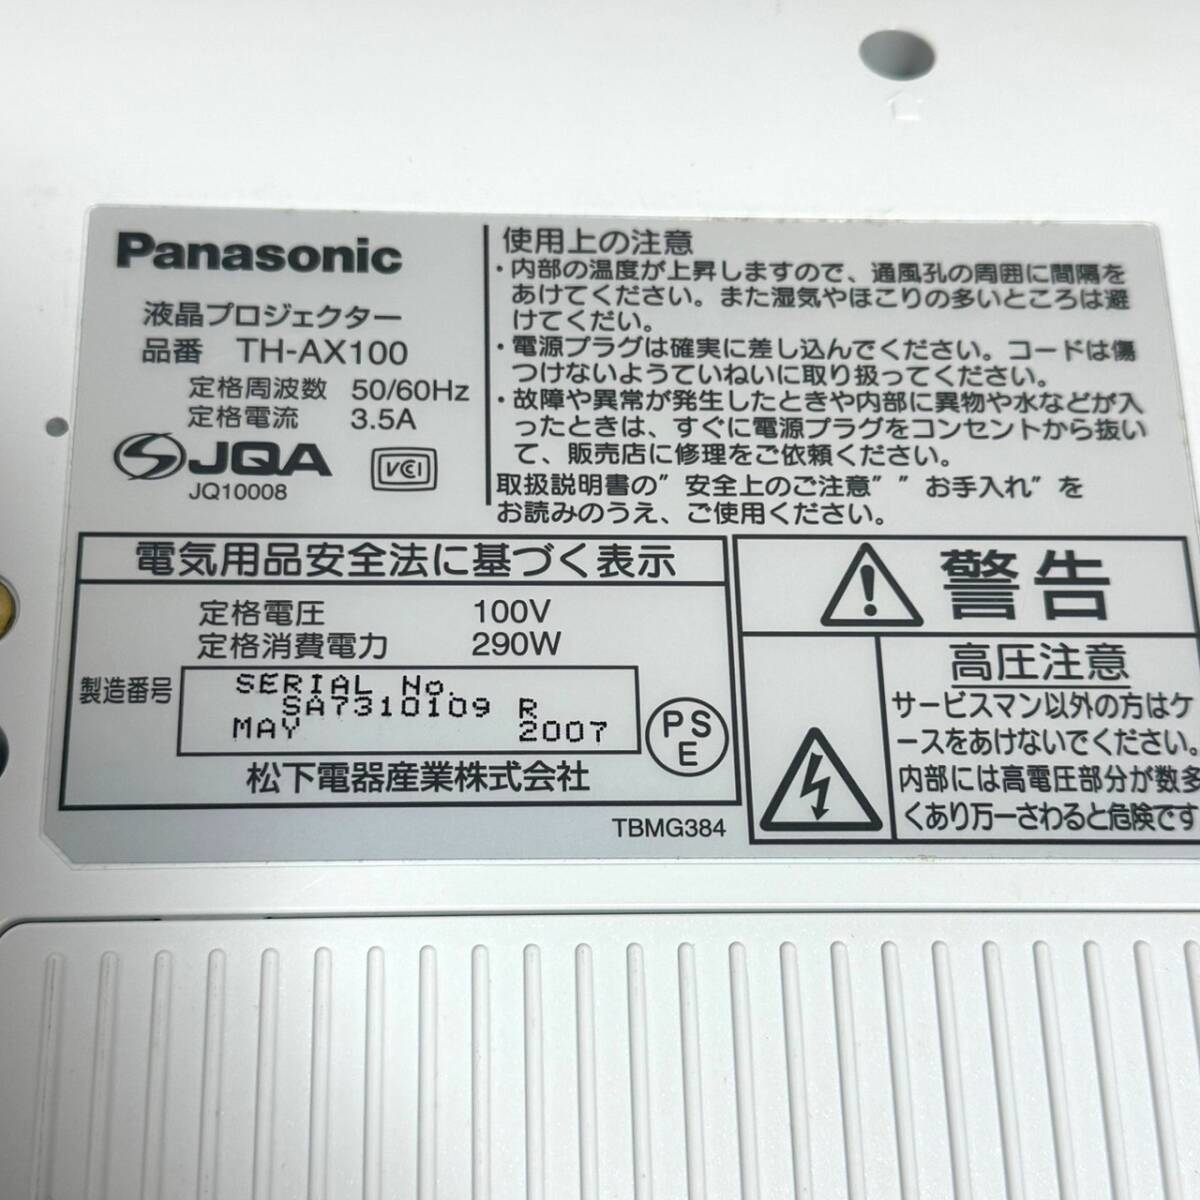 Panasonic
液晶プロジェクター
品番 TH-AX100
定格周波数 50/60Hz
定格電流 3.5A
JQA
JQ10008
VCCI
使用上の注意
・内部の温度が上昇しますので、通風孔の周囲に間隔を
あけてください。また湿気やほこりの多いところは避
けてくだい。
・電源プラグは確実に差し込んでください。コードは傷
つけないようていねいに取り扱ってください。
・故障や異常が発生したときや内部に異物や水などが入
ったときは、すぐに電源プラグをコンセントから抜い
て、販売店に修理をご依頼ください。
取扱説明書の”安全上のご注意””お手入れ”を
お読みのうえ、ご使用ください。
電気用品安全法に基づく表示
定格電圧 100V
定格消費電力 290W
製造番号
SERIAL No.
SA7310109 R
MAY 2007
PS
E
松下電器産業株式会社
TBMG384
警告
高圧注意
サービスマン以外の方はケ
ースをあけないでください。
内部には高電圧部分が数多
くあり万一さわると危険です